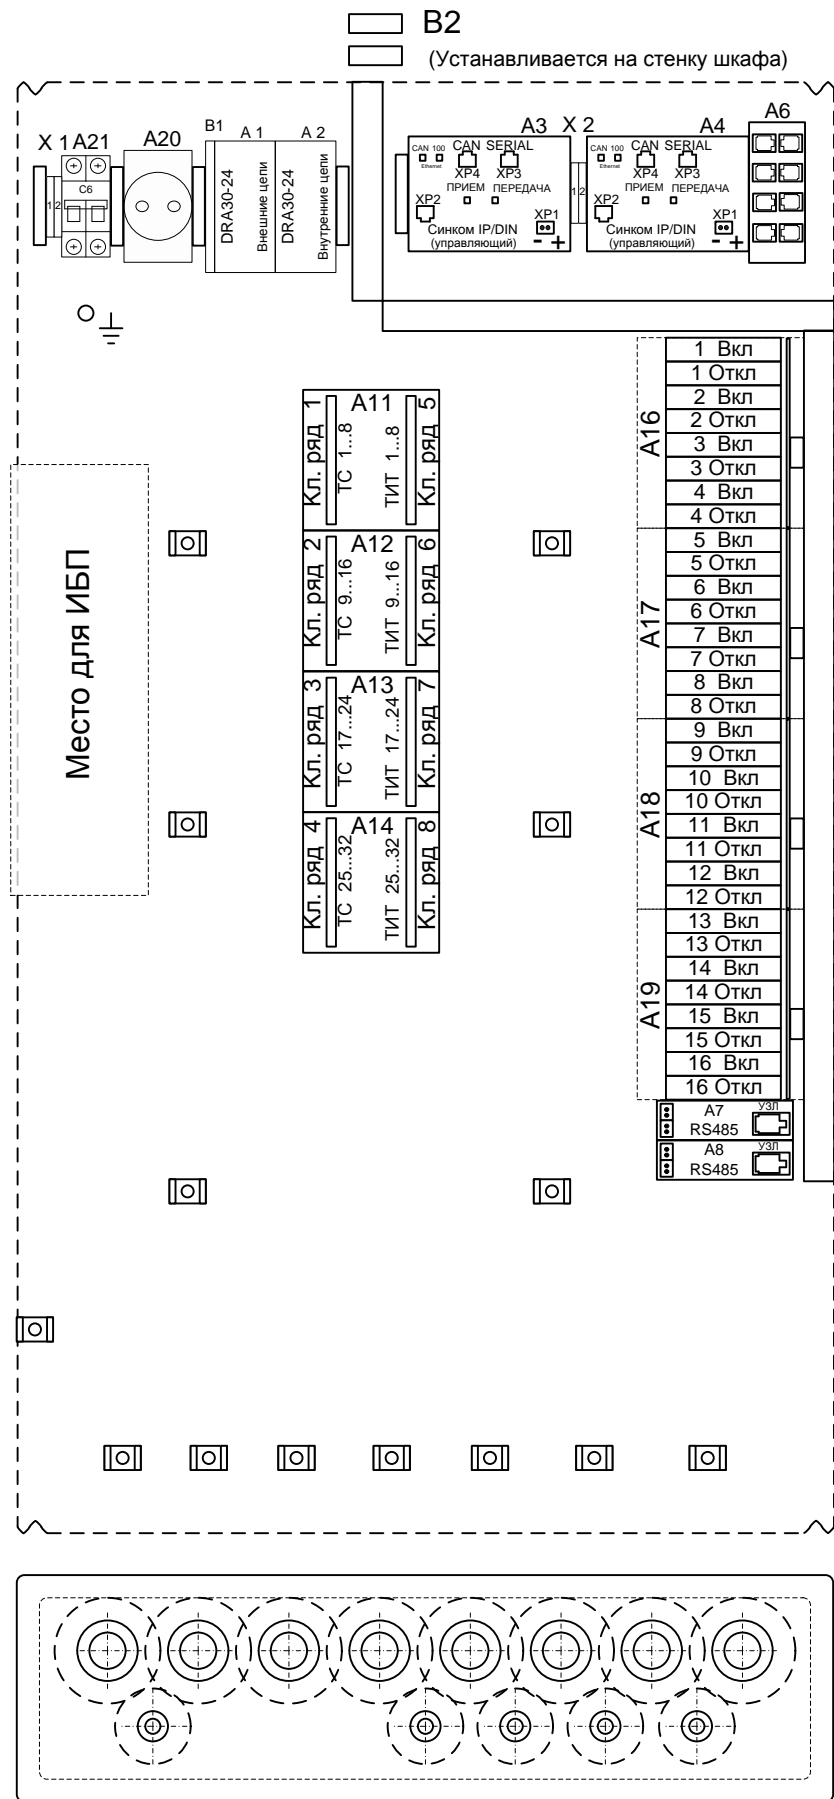 B2
(Устанавливается на стенку шкафа)
X 1
A21
A20
B1
A 1
A 2
A3
X 2
A4
A6
C6
1 2
DRA30-24
Внешние цепи
DRA30-24
Внутренние цепи
CAN 100
Ethernet
CAN SERIAL
XP4 XP3
ПРИЕМ ПЕРЕДАЧА
XP2
XP1
Синком IP/DIN
(управляющий)
- +
1 2
CAN 100
Ethernet
CAN SERIAL
XP4 XP3
ПРИЕМ ПЕРЕДАЧА
XP2
XP1
Синком IP/DIN
(управляющий)
- +
Место для ИБП
Кл. ряд 1
ТС 1...8
A11
ТИТ 1...8
Кл. ряд 5
Кл. ряд 2
ТС 9...16
A12
ТИТ 9...16
Кл. ряд 6
Кл. ряд 3
ТС 17...24
A13
ТИТ 17...24
Кл. ряд 7
Кл. ряд 4
ТС 25...32
A14
ТИТ 25...32
Кл. ряд 8
A16
1 Вкл
1 Откл
2 Вкл
2 Откл
3 Вкл
3 Откл
4 Вкл
4 Откл
A17
5 Вкл
5 Откл
6 Вкл
6 Откл
7 Вкл
7 Откл
8 Вкл
8 Откл
A18
9 Вкл
9 Откл
10 Вкл
10 Откл
11 Вкл
11 Откл
12 Вкл
12 Откл
A19
13 Вкл
13 Откл
14 Вкл
14 Откл
15 Вкл
15 Откл
16 Вкл
16 Откл
A7
RS485
УЗЛ
A8
RS485
УЗЛ